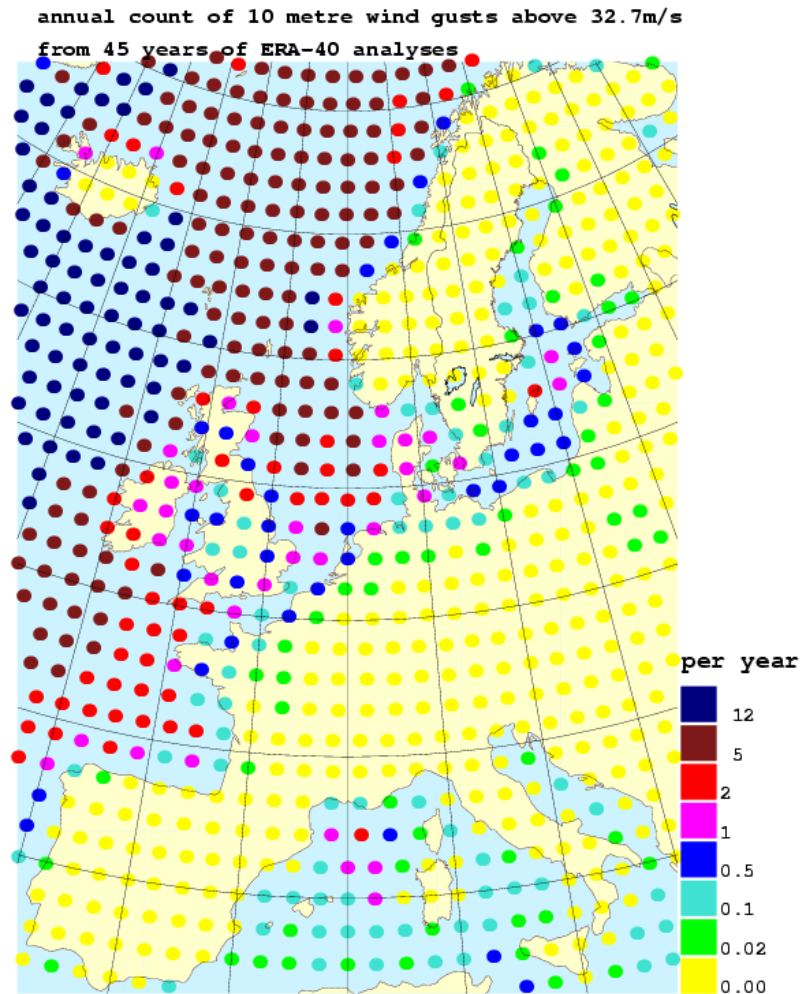 annual count of 10 metre wind gusts above 32.7m/s
from 45 years of ERA-40 analyses
per year
12
5
2
1
0.5
0.1
0.02
0.00